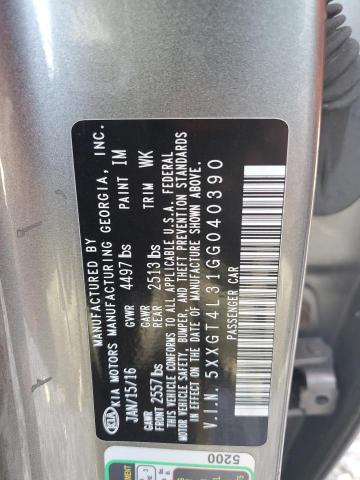 MANUFACTURED BY
KIA KIA MOTORS MANUFACTURING GEORGIA, INC.
JAN/15/16 GVWR 4497 lbs PAINT IM
GAWR FRONT 2557 lbs GAWR REAR 2513 lbs TRIM WK
THIS VEHICLE CONFORMS TO ALL APPLICABLE U.S.A. FEDERAL
MOTOR VEHICLE SAFETY, BUMPER, AND THEFT PREVENTION STANDARDS
IN EFFECT ON THE DATE OF MANUFACTURE SHOWN ABOVE.
V.I.N. 5XXGT4L31GG040390
PASSENGER CAR
5200